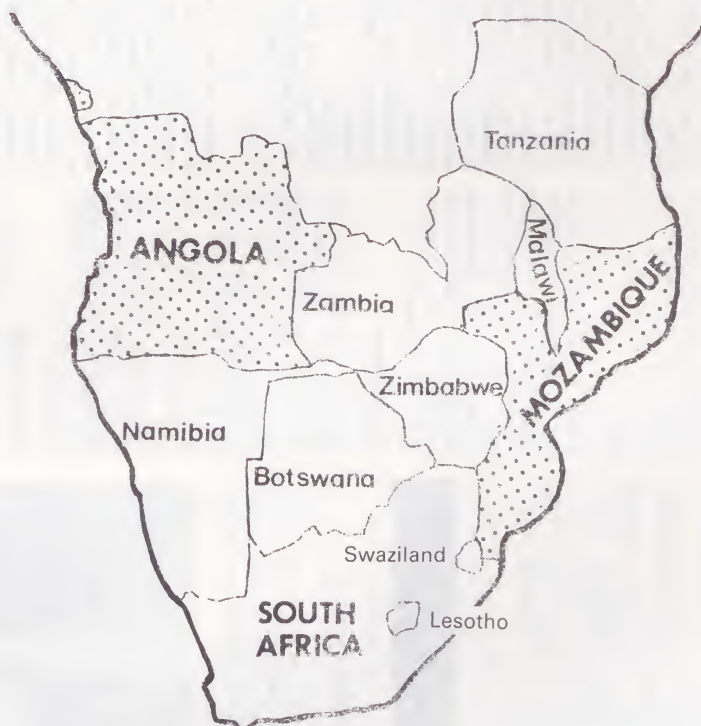 Tanzania
Malawi
ANGOLA
MOZAMBIQUE
Zambia
Zimbabwe
Namibia
Botswana
Swaziland
SOUTH
AFRICA
Lesotho